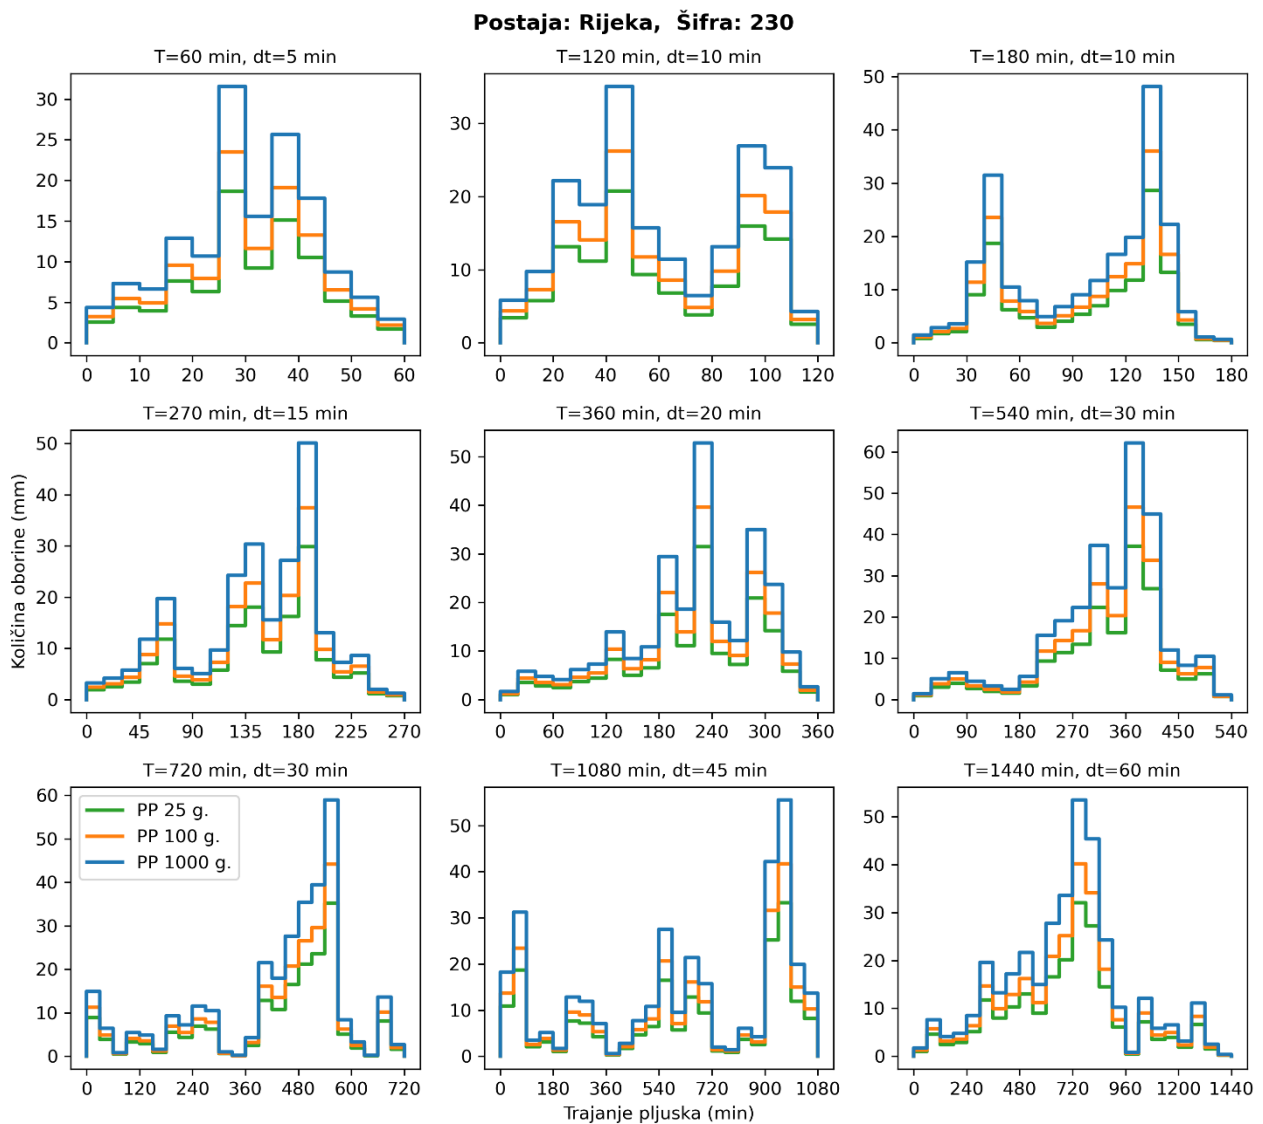 Postaja: Rijeka,  Šifra: 230
T=60 min, dt=5 min
T=120 min, dt=10 min
T=180 min, dt=10 min
30
25
20
15
10
5
0
0 10 20 30 40 50 60
30
20
10
0
0 20 40 60 80 100 120
50
40
30
20
10
0
0 30 60 90 120 150 180
T=270 min, dt=15 min
T=360 min, dt=20 min
T=540 min, dt=30 min
Količina oborine (mm)
50
40
30
20
10
0
0 45 90 135 180 225 270
50
40
30
20
10
0
0 60 120 180 240 300 360
60
50
40
30
20
10
0
0 90 180 270 360 450 540
T=720 min, dt=30 min
T=1080 min, dt=45 min
T=1440 min, dt=60 min
60
50
40
30
20
10
0
PP 25 g.
PP 100 g.
PP 1000 g.
0 120 240 360 480 600 720
50
40
30
20
10
0
0 180 360 540 720 900 1080
50
40
30
20
10
0
0 240 480 720 960 1200 1440
Trajanje pljuska (min)